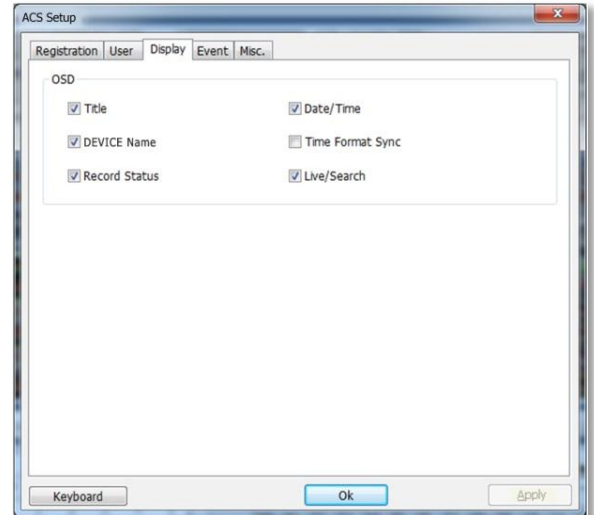 ACS Setup
Registration User Display Event Misc.
OSD
Title Date/Time
DEVICE Name Time Format Sync
Record Status Live/Search
Keyboard Ok Apply